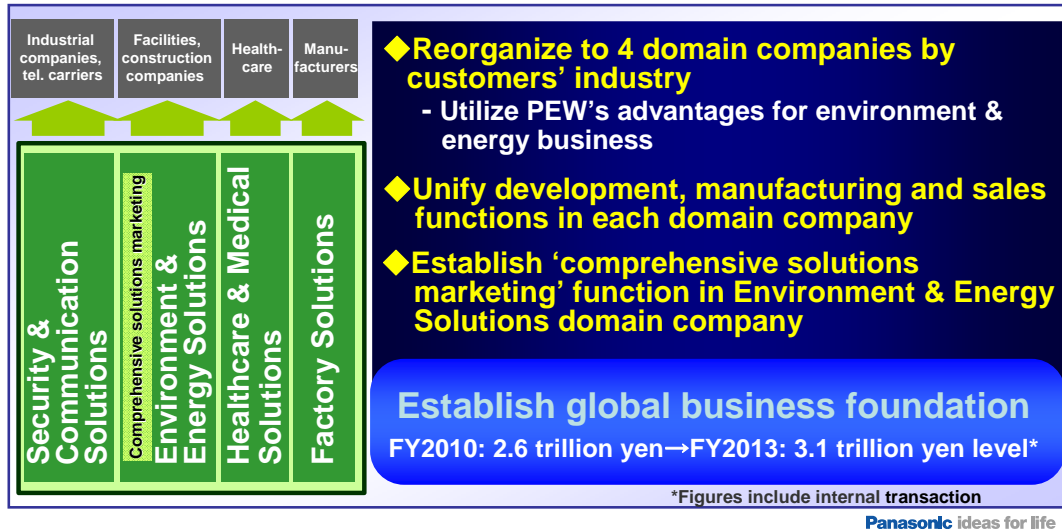 Industrial
companies,
tel. carriers
Facilities,
construction
companies
Health-
care
Manu-
facturers
Security &
Communication
Solutions
Comprehensive solutions marketing
Environment &
Energy Solutions
Healthcare & Medical
Solutions
Factory Solutions
◆Reorganize to 4 domain companies by
customers’ industry
- Utilize PEW’s advantages for environment &
energy business
◆Unify development, manufacturing and sales
functions in each domain company
◆Establish ‘comprehensive solutions
marketing’ function in Environment & Energy
Solutions domain company
Establish global business foundation
FY2010: 2.6 trillion yen→FY2013: 3.1 trillion yen level*
*Figures include internal transaction
Panasonic ideas for life